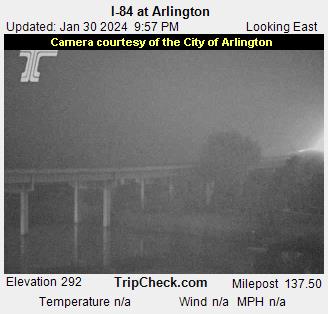 I-84 at Arlington
Updated: Jan 30 2024 9:57 PM Looking East
Camera courtesy of the City of Arlington
Elevation 292 TripCheck.com Milepost 137.50
Temperature n/a Wind n/a MPH n/a